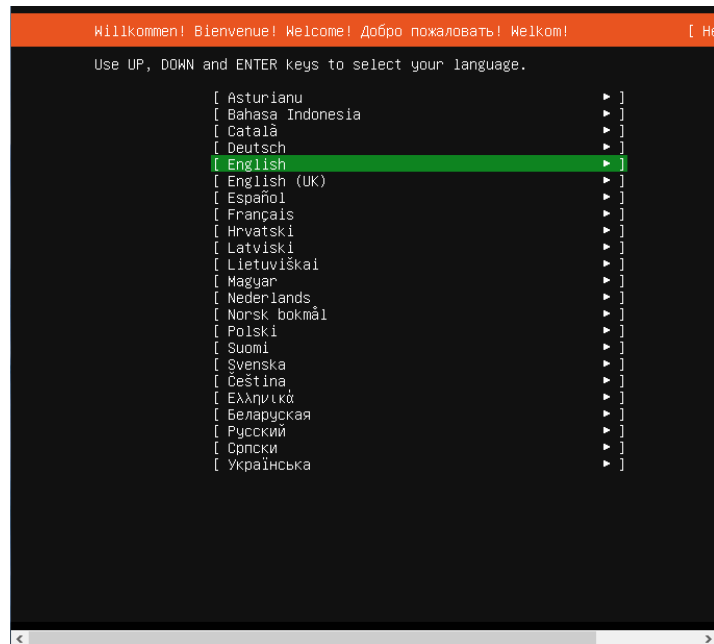 Willkommen! Bienvenue! Welcome! Добро пожаловать! Welkom! [ He
Use UP, DOWN and ENTER keys to select your language.
[ Asturianu ► ]
[ Bahasa Indonesia ► ]
[ Català ► ]
[ Deutsch ► ]
[ English ► ]
[ English (UK) ► ]
[ Español ► ]
[ Français ► ]
[ Hrvatski ► ]
[ Latviski ► ]
[ Lietuviškai ► ]
[ Magyar ► ]
[ Nederlands ► ]
[ Norsk bokmål ► ]
[ Polski ► ]
[ Suomi ► ]
[ Svenska ► ]
[ Čeština ► ]
[ Ελληνικά ► ]
[ Беларуская ► ]
[ Русский ► ]
[ Српски ► ]
[ Українська ► ]